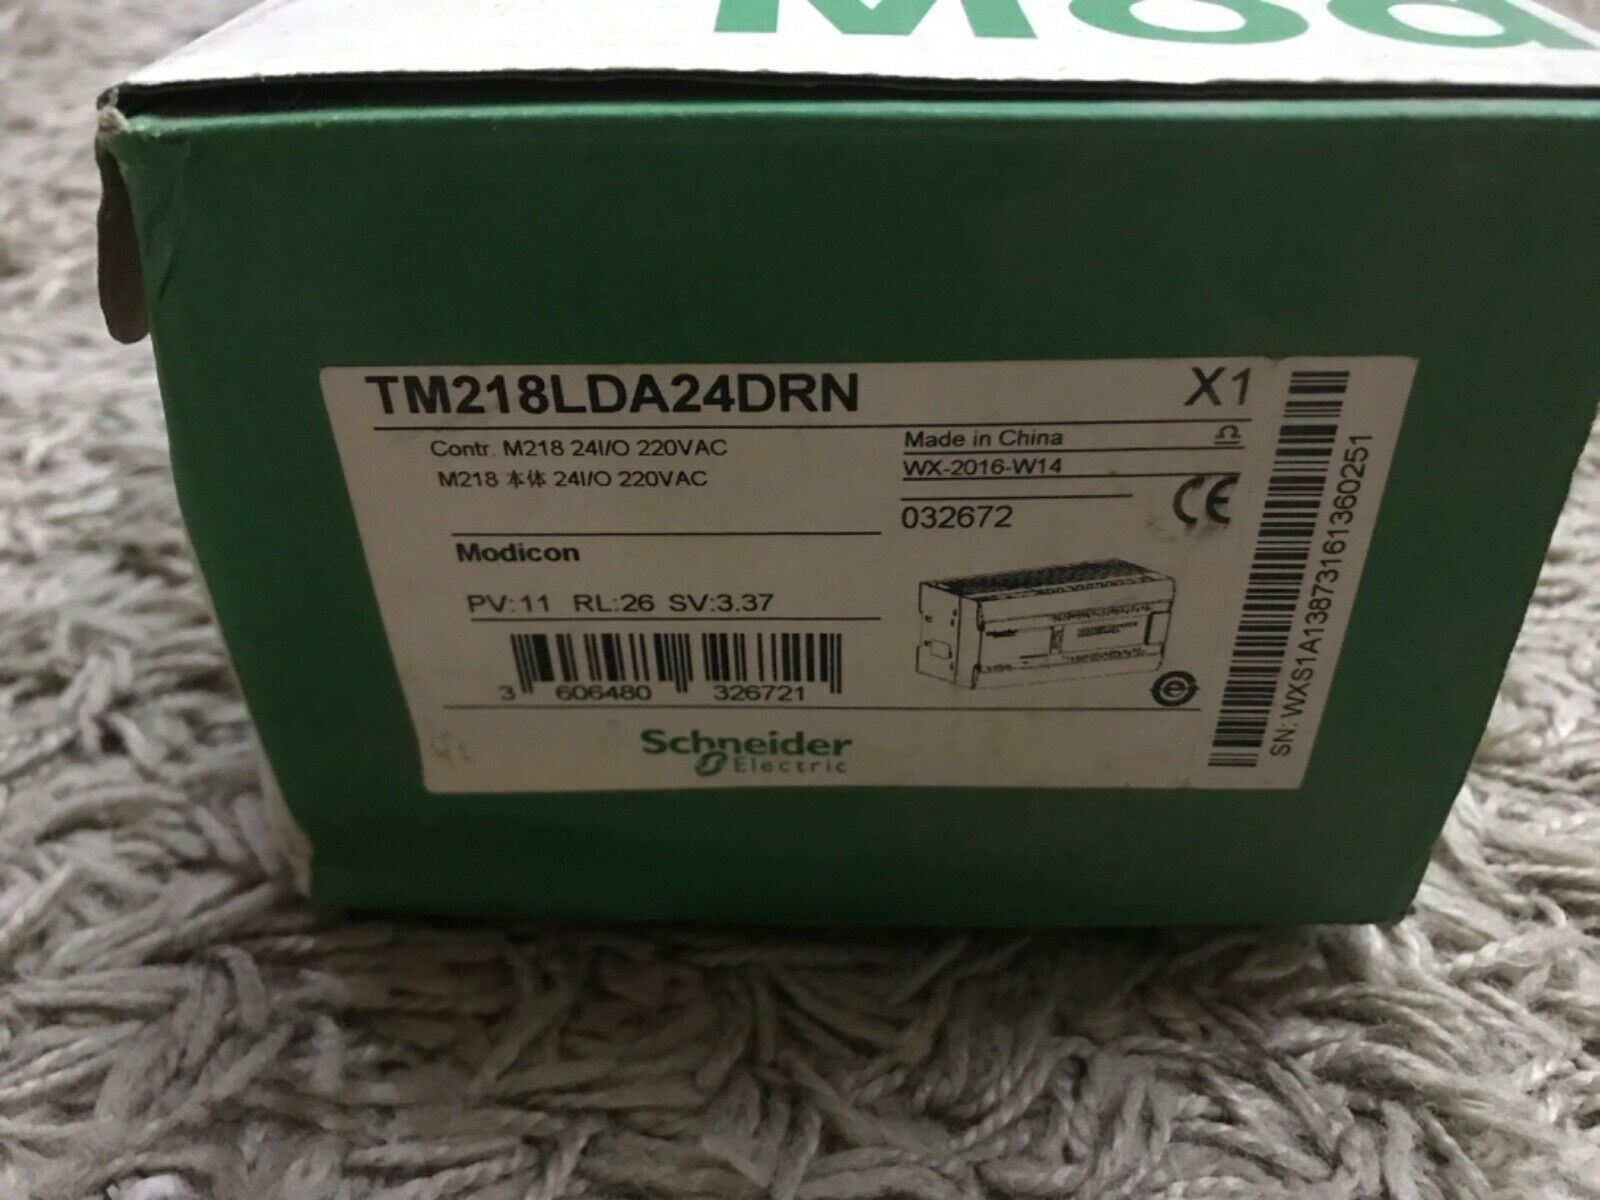 TM218LDA24DRN
X1
Contr. M218 24I/O 220VAC
M218 本体 24I/O 220VAC
Made in China
WX-2016-W14
032672
CE
Modicon
PV:11 RL:26 SV:3.37
3 606480 326721
Schneider
Electric
SN: WXS1A13873161360251